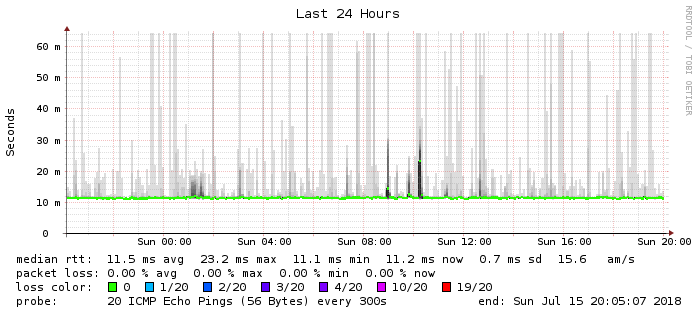 Last 24 Hours
RRDTOOL / TOBI OETIKER
Seconds
60 m
50 m
40 m
30 m
20 m
10 m
0
Sun 00:00 Sun 04:00 Sun 08:00 Sun 12:00 Sun 16:00 Sun 20:00
median rtt: 11.5 ms avg 23.2 ms max 11.1 ms min 11.2 ms now 0.7 ms sd 15.6 am/s
packet loss: 0.00 % avg 0.00 % max 0.00 % min 0.00 % now
loss color: 0 1/20 2/20 3/20 4/20 10/20 19/20
probe: 20 ICMP Echo Pings (56 Bytes) every 300s end: Sun Jul 15 20:05:07 2018